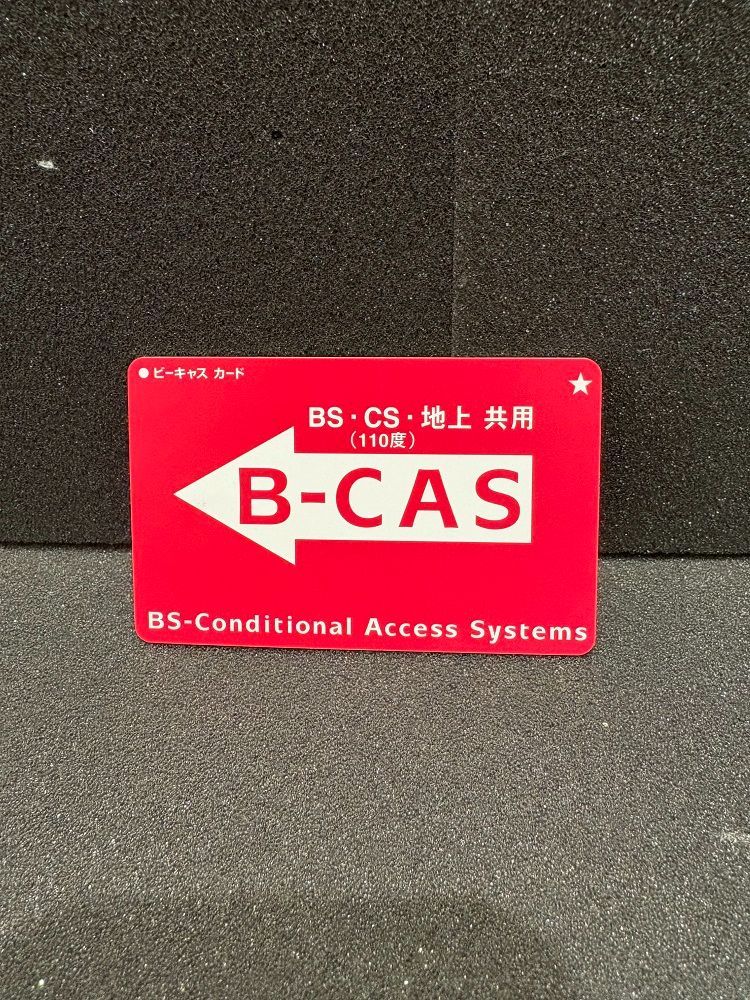 ●ビーキャス カード
★
BS・CS・地上 共用
(110度)
B-CAS
BS-Conditional Access Systems